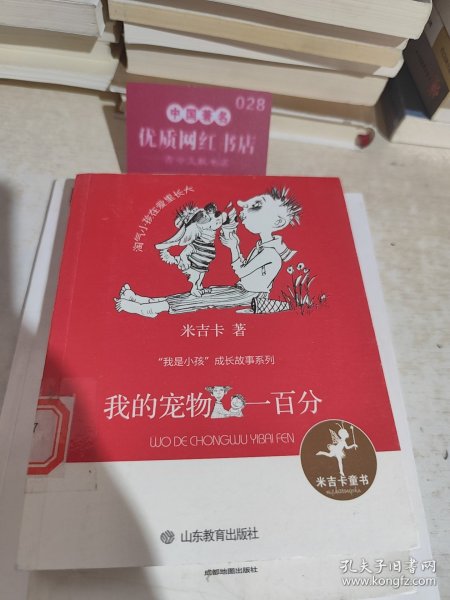 028
中国著名
优质网红书店
淘气小孩在爱里长大
米吉卡 著
“我是小孩”成长故事系列
我的宠物一百分
WO DE CHONGWU YIBAI FEN
米吉卡童书
7
山东教育出版社
成都地图出版社
孔夫子旧书网
www.kongfz.com